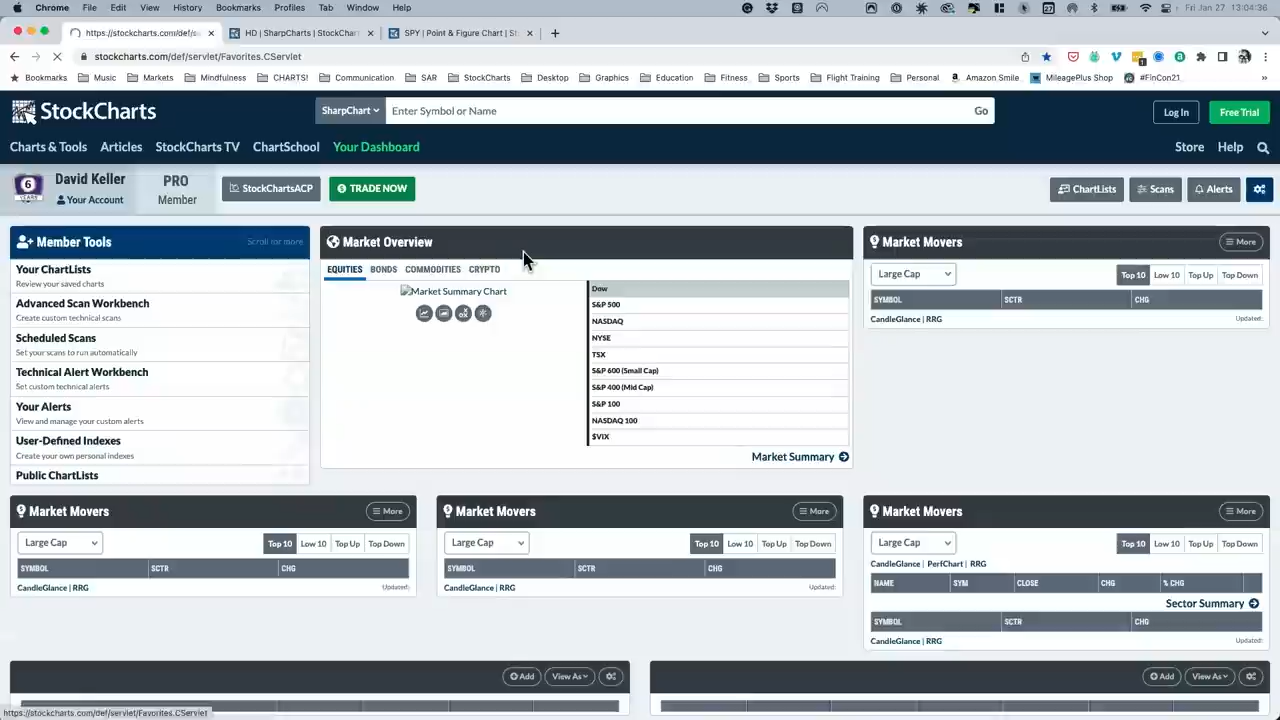 Chrome File Edit View History Bookmarks Profiles Tab Window Help Fri Jan 27 13:04:36
https://stockcharts.com/def/s × HD | SharpCharts | StockChar × SPY | Point & Figure Chart | St ×
stockcharts.com/def/servlet/Favorites.CServlet
Bookmarks Music Markets Mindfulness CHARTS! Communication SAR StockCharts Desktop Graphics Education Fitness Sports Flight Training Personal Amazon Smile MileagePlus Shop #FinCon21 »
StockCharts SharpChart Enter Symbol or Name Go Log In Free Trial
Charts & Tools Articles StockCharts TV ChartSchool Your Dashboard Store Help
6 David Keller Your Account PRO Member StockChartsACP TRADE NOW ChartLists Scans Alerts
Member Tools Scroll for more
Your ChartLists
Review your saved charts
Advanced Scan Workbench
Create custom technical scans
Scheduled Scans
Set your scans to run automatically
Technical Alert Workbench
Set custom technical alerts
Your Alerts
View and manage your custom alerts
User-Defined Indexes
Create your own personal indexes
Public ChartLists
Market Overview
EQUITIES BONDS COMMODITIES CRYPTO
Market Summary Chart
Dow
S&P 500
NASDAQ
NYSE
TSX
S&P 600 (Small Cap)
S&P 400 (Mid Cap)
S&P 100
NASDAQ 100
$VIX
Market Summary
Market Movers More
Large Cap Top 10 Low 10 Top Up Top Down
SYMBOL SCTR CHG
CandleGlance | RRG Updated:
Market Movers More
Large Cap Top 10 Low 10 Top Up Top Down
SYMBOL SCTR CHG
CandleGlance | RRG Updated:
Market Movers More
Large Cap Top 10 Low 10 Top Up Top Down
SYMBOL SCTR CHG
CandleGlance | RRG Updated:
Market Movers More
Large Cap Top 10 Low 10 Top Up Top Down
CandleGlance | PerfChart | RRG
NAME SYM CLOSE CHG % CHG
Sector Summary
SYMBOL SCTR CHG
CandleGlance | RRG Updated:
Add View As
Add View As
https://stockcharts.com/def/servlet/Favorites.CServlet